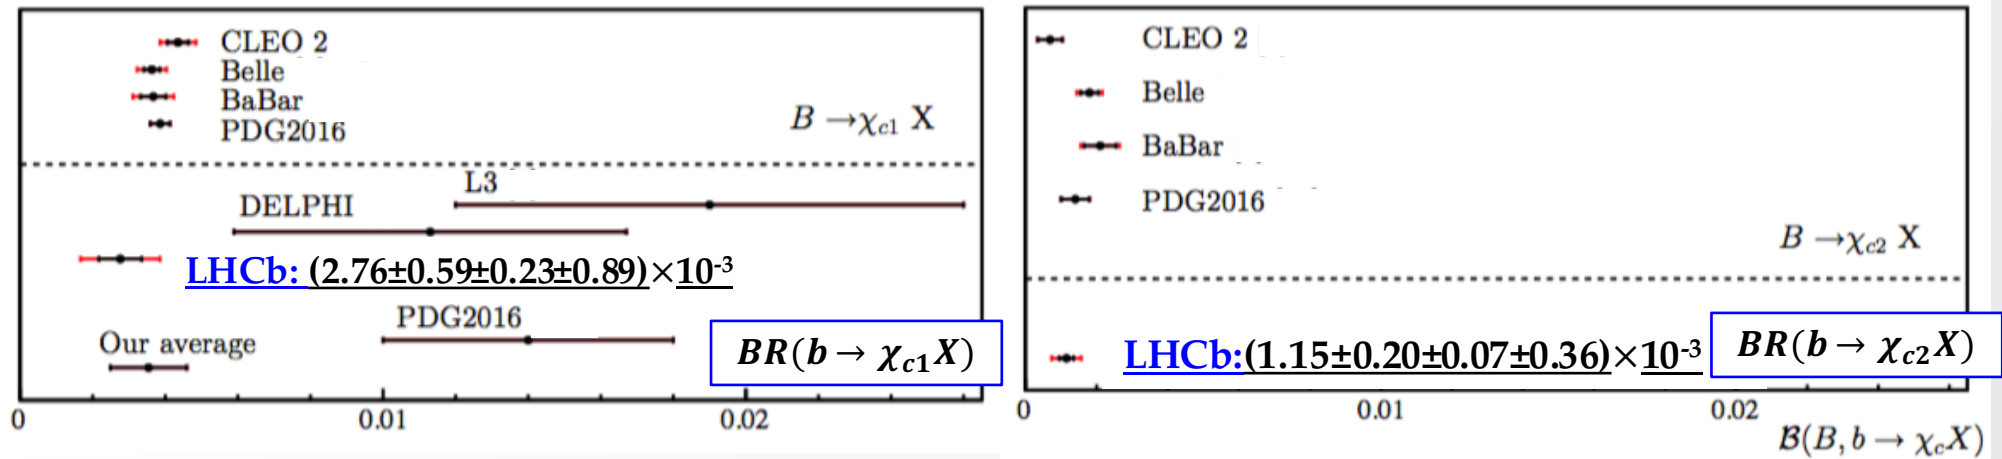 CLEO 2
Belle
BaBar
PDG2016
B →χc1 X
L3
DELPHI
LHCb: (2.76±0.59±0.23±0.89)×10⁻³
PDG2016
Our average
BR(b → χc1X)
0 0.01 0.02
CLEO 2
Belle
BaBar
PDG2016
B →χc2 X
LHCb:(1.15±0.20±0.07±0.36)×10⁻³
BR(b → χc2X)
0 0.01 0.02
ℬ(B, b → χcX)